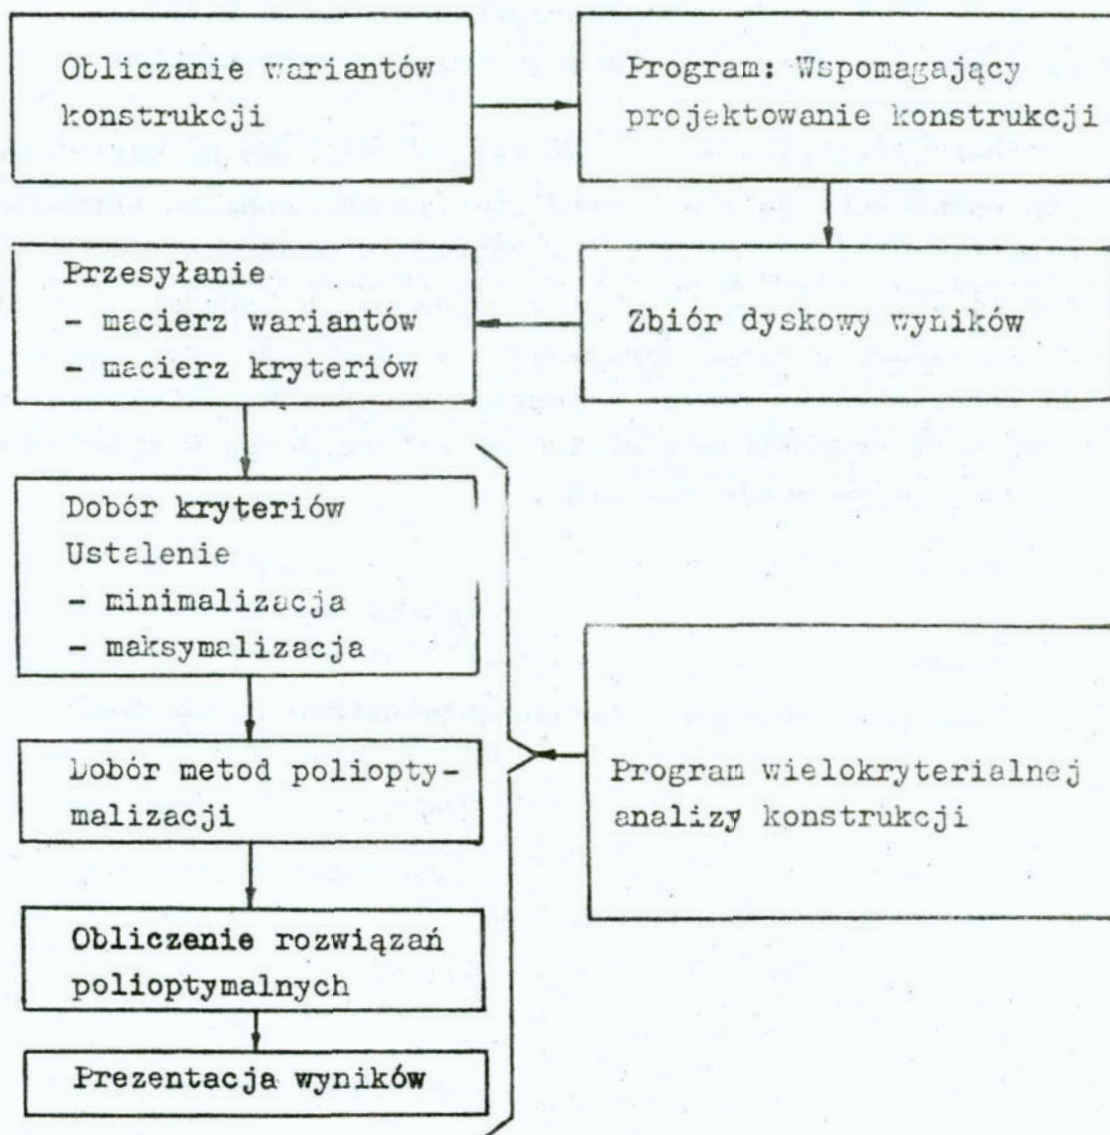 Obliczanie wariantów
konstrukcji
Program: Wspomagający
projektowanie konstrukcji
Przesyłanie
- macierz wariantów
- macierz kryteriów
Zbiór dyskowy wyników
Dobór kryteriów
Ustalenie
- minimalizacja
- maksymalizacja
Dobór metod poliopty-
malizacji
Program wielokryterialnej
analizy konstrukcji
Obliczenie rozwiązań
polioptymalnych
Prezentacja wyników